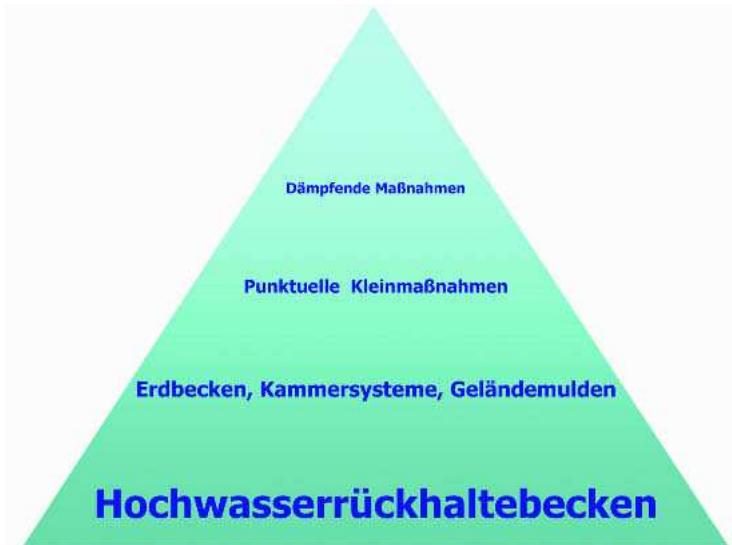 Dämpfende Maßnahmen
Punktuelle Kleinmaßnahmen
Erdbecken, Kammersysteme, Geländemulden
Hochwasserrückhaltebecken